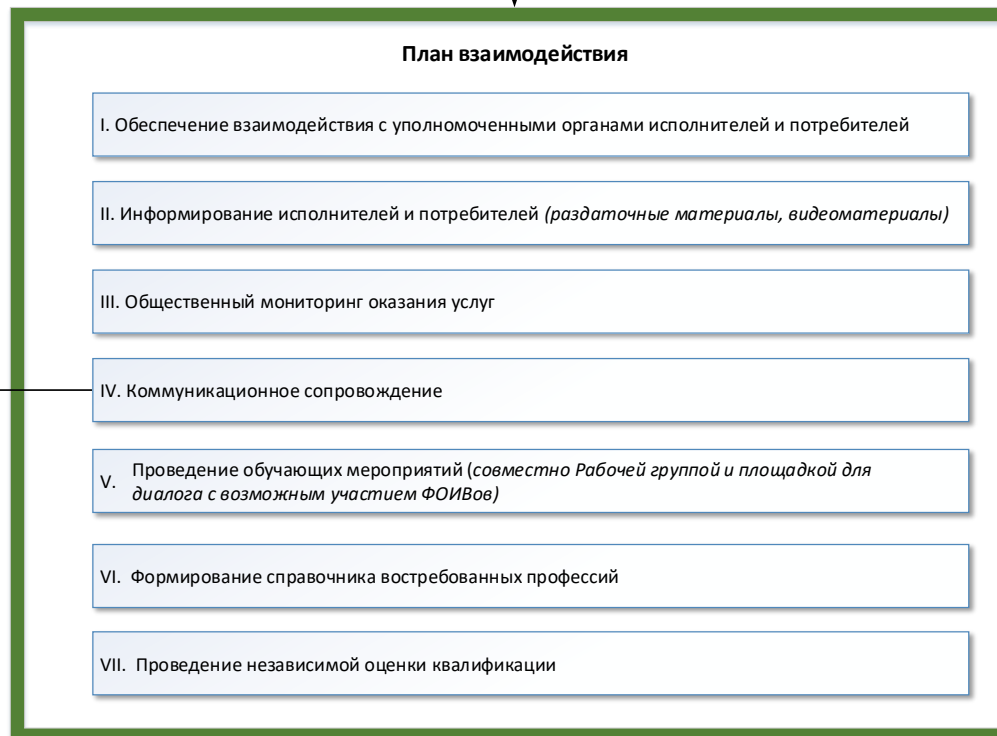 План взаимодействия
I. Обеспечение взаимодействия с уполномоченными органами исполнителей и потребителей
II. Информирование исполнителей и потребителей (раздаточные материалы, видеоматериалы)
III. Общественный мониторинг оказания услуг
IV. Коммуникационное сопровождение
V. Проведение обучающих мероприятий (совместно Рабочей группой и площадкой для
диалога с возможным участием ФОИВов)
VI. Формирование справочника востребованных профессий
VII. Проведение независимой оценки квалификации